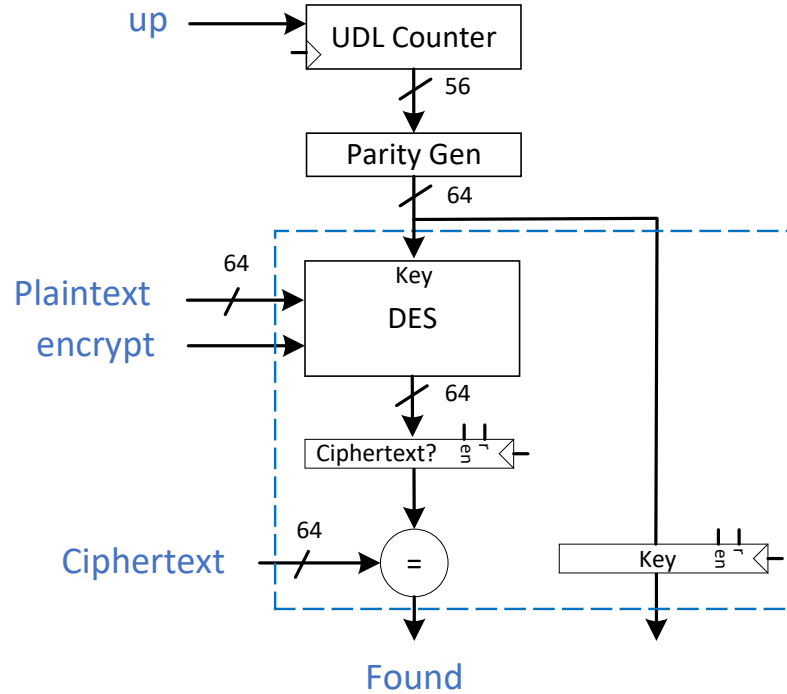 up
UDL Counter
56
Parity Gen
64
64
Key
Plaintext
DES
encrypt
64
Ciphertext?
en
r
64
Ciphertext
=
Key
en
r
Found